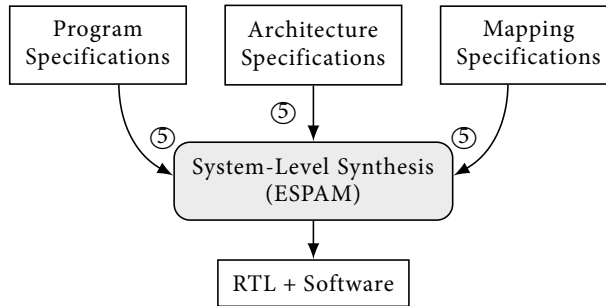 Program
Specifications
Architecture
Specifications
Mapping
Specifications
⑤
⑤
⑤
System-Level Synthesis
(ESPAM)
RTL + Software